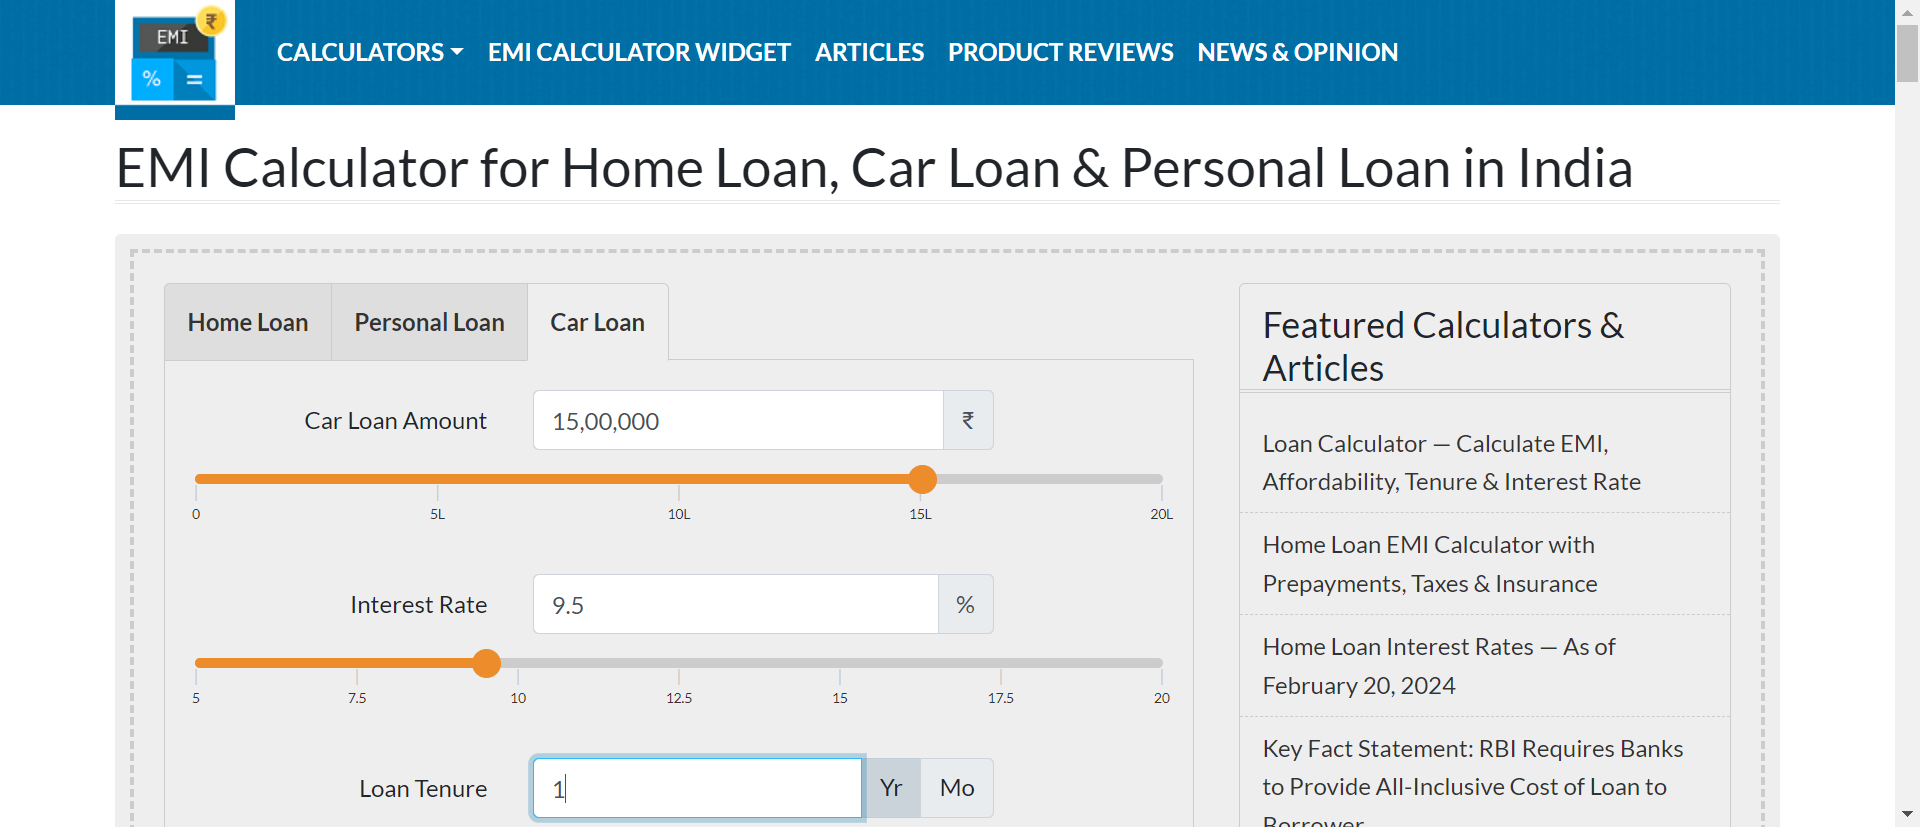 EMI
₹
%
=
CALCULATORS
EMI CALCULATOR WIDGET
ARTICLES
PRODUCT REVIEWS
NEWS & OPINION
EMI Calculator for Home Loan, Car Loan & Personal Loan in India
Home Loan
Personal Loan
Car Loan
Car Loan Amount
15,00,000
₹
0
5L
10L
15L
20L
Interest Rate
9.5
%
5
7.5
10
12.5
15
17.5
20
Loan Tenure
1
Yr
Mo
Featured Calculators &
Articles
Loan Calculator — Calculate EMI,
Affordability, Tenure & Interest Rate
Home Loan EMI Calculator with
Prepayments, Taxes & Insurance
Home Loan Interest Rates — As of
February 20, 2024
Key Fact Statement: RBI Requires Banks
to Provide All-Inclusive Cost of Loan to
Borrower